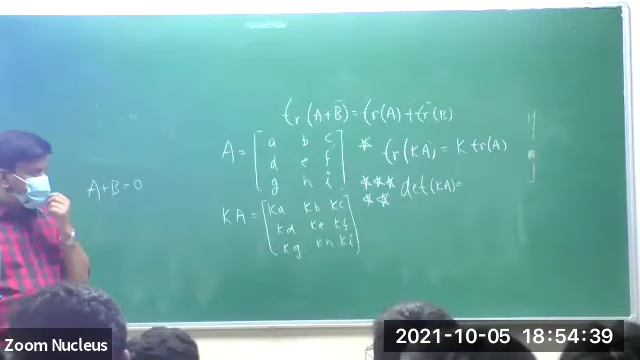 tr(A+B)=tr(A)+tr(B)
A = [a b c
d e f
g h i]
* tr(KA) = K tr(A)
*** det(KA)=
**
A+B=0
KA = [Ka Kb Kc
Kd Ke Kf
Kg Kh Ki]
Zoom Nucleus
2021-10-05 18:54:39